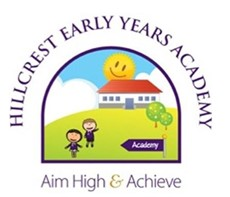 HILLCREST EARLY YEARS ACADEMY
Academy
Aim High & Achieve